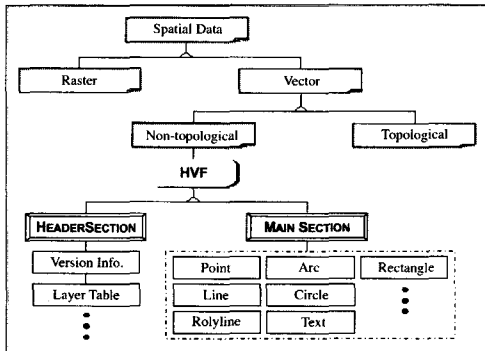 Spatial Data
Raster
Vector
Non-topological
Topological
HVF
HEADERSECTION
MAIN SECTION
Version Info.
Layer Table
Point
Arc
Rectangle
Line
Circle
Rolyline
Text